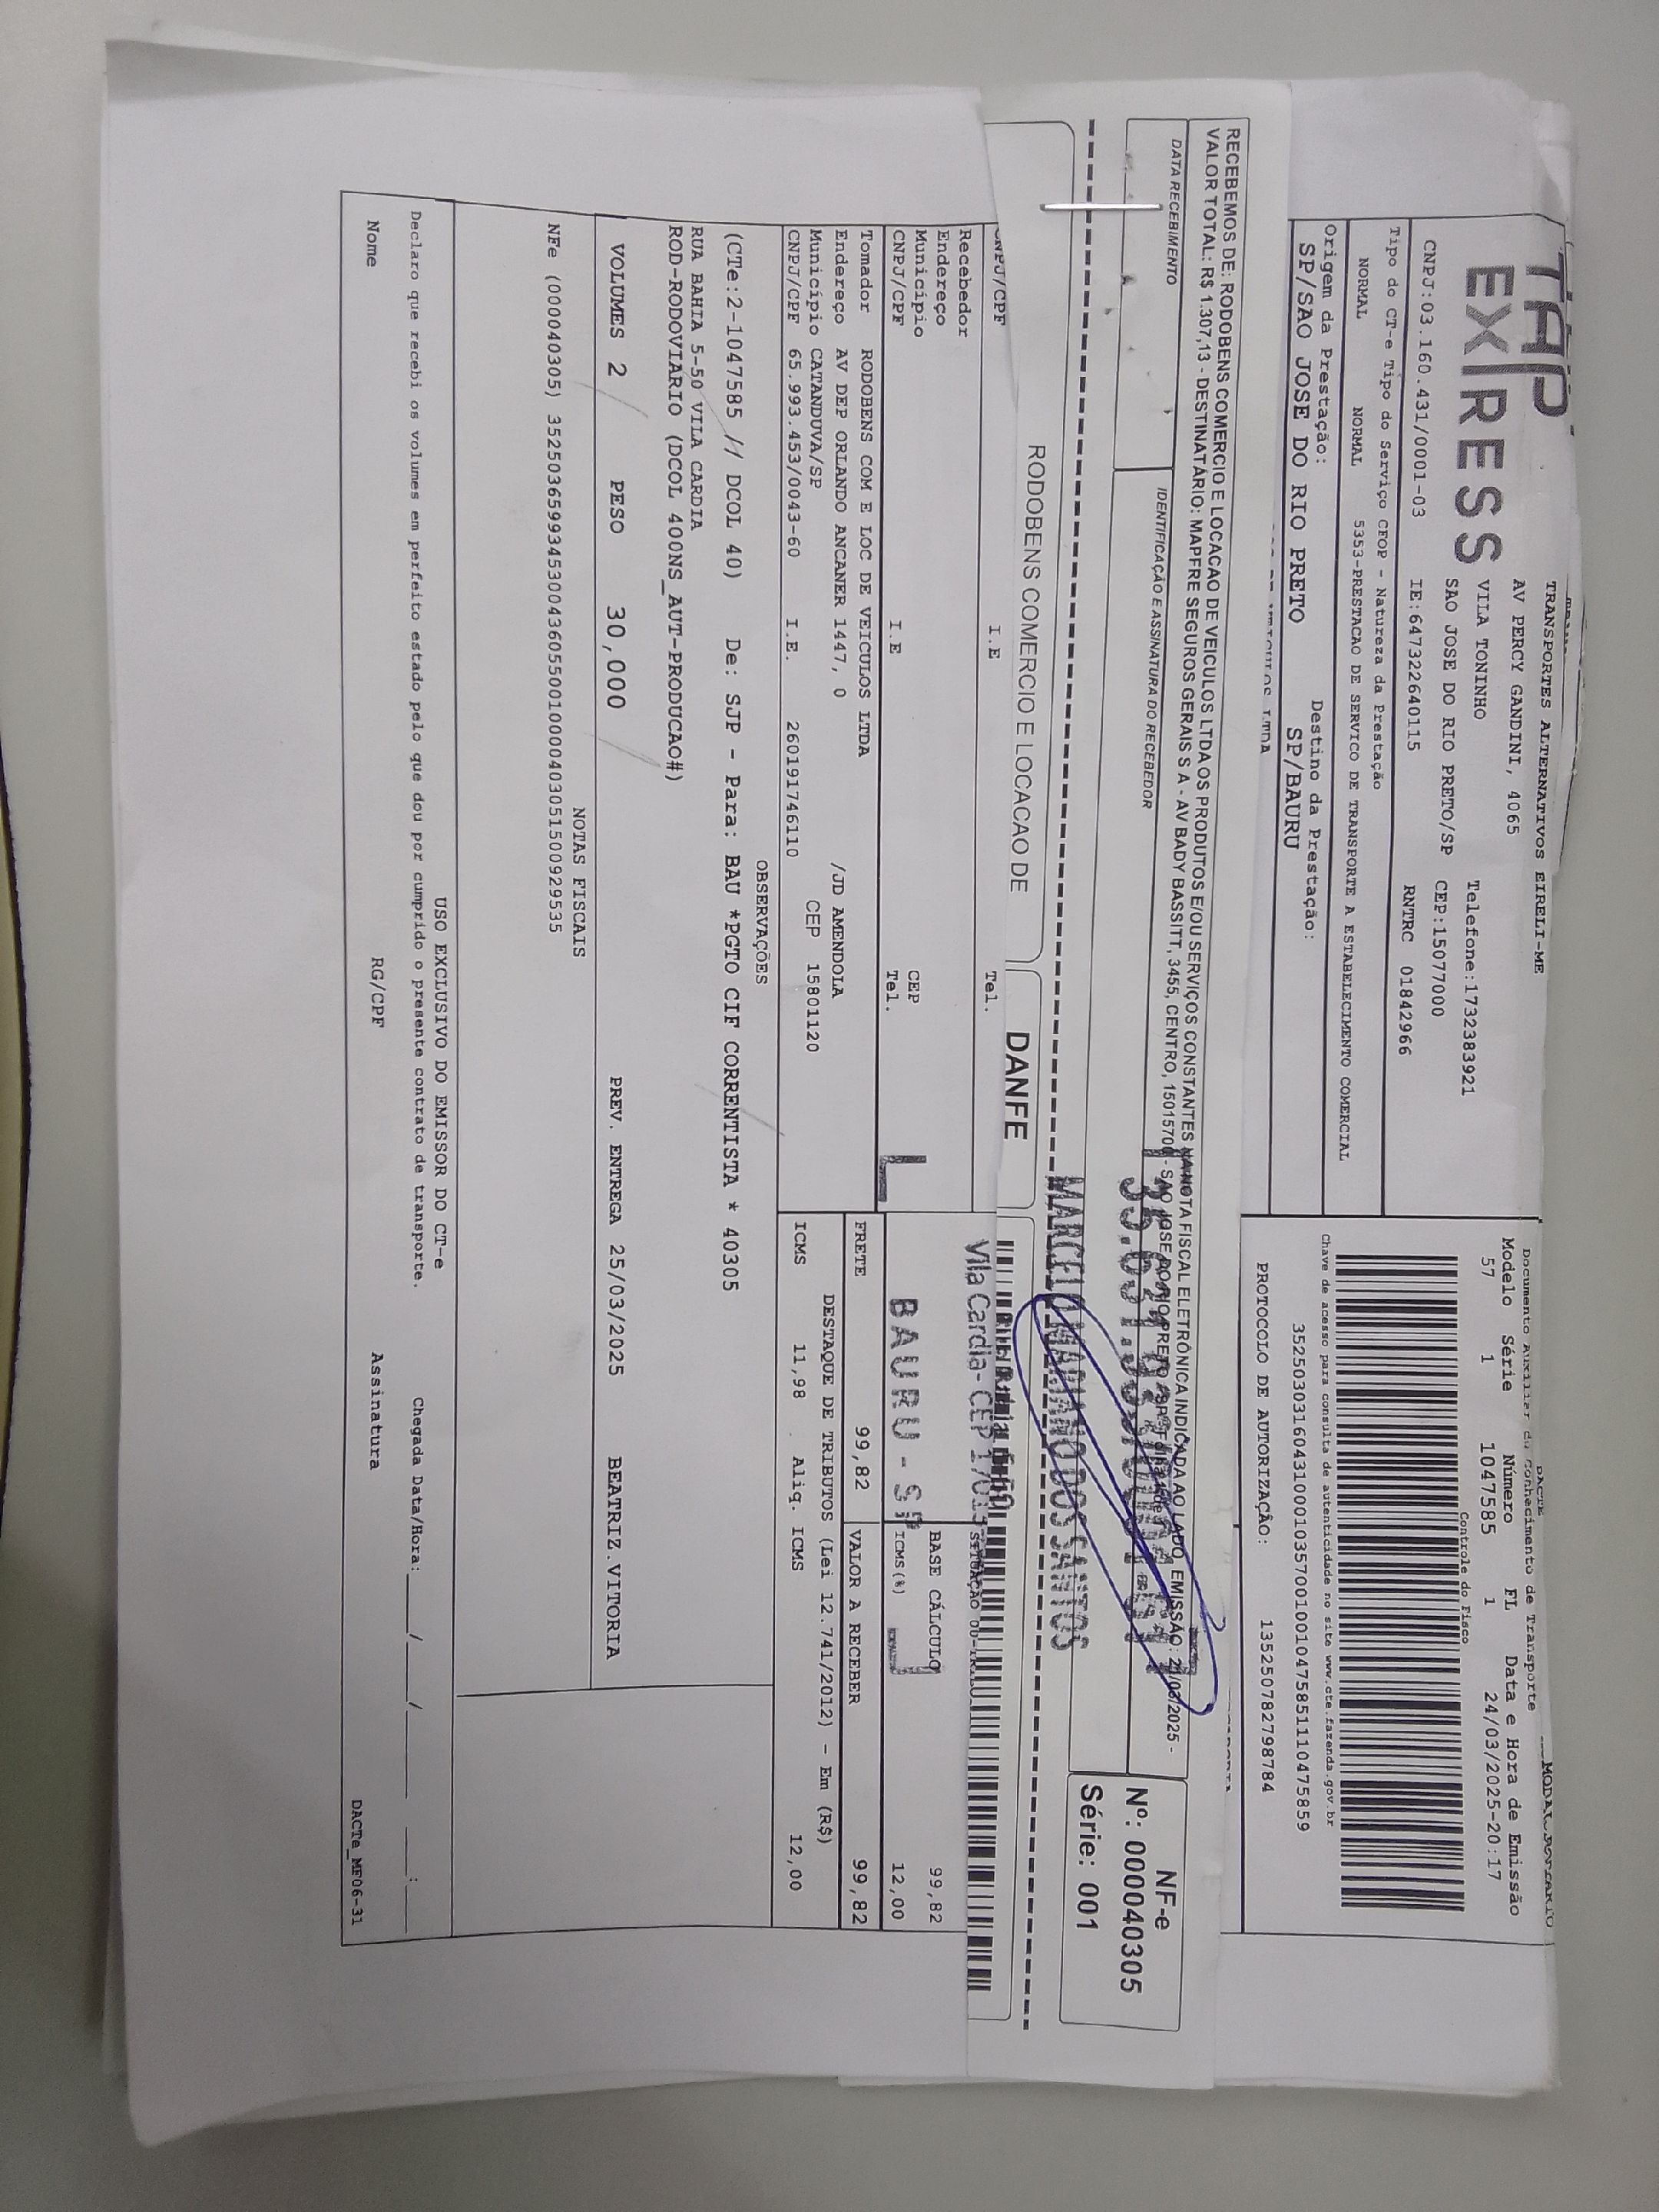 TAP
EXPRESS
TRANSPORTES ALTERNATIVOS EIRELI-ME
AV PERCY GANDINI, 4065
VILA TONINHO
SAO JOSE DO RIO PRETO/SP
Telefone:1732383921
CEP:15077000
CNPJ:03.160.431/0001-03 IE:647322640115 RNTRC 01842966
Tipo do CT-e Tipo do Serviço CFOP - Natureza da Prestação
NORMAL NORMAL 5353-PRESTACAO DE SERVICO DE TRANSPORTE A ESTABELECIMENTO COMERCIAL
Origem da Prestação: Destino da Prestação:
SP/SAO JOSE DO RIO PRETO SP/BAURU
DACTE
Documento Auxiliar do Conhecimento de Transporte
Modelo Série Número FL Data e Hora de Emissão
57 1 1047585 1 24/03/2025-20:17
Controle do Fisco
Chave de acesso para consulta de autenticidade no site www.cte.fazenda.gov.br
35250303160431000103570010010475851110475859
PROTOCOLO DE AUTORIZAÇÃO: 135250782798784
RECEBEMOS DE: RODOBENS COMERCIO E LOCACAO DE VEICULOS LTDA OS PRODUTOS E/OU SERVIÇOS CONSTANTES NA NOTA FISCAL ELETRÔNICA INDICADA AO LADO. EMISSÃO: 21/03/2025 -
VALOR TOTAL: R$ 1.307,13 - DESTINATÁRIO: MAPFRE SEGUROS GERAIS S A - AV BADY BASSITT, 3455, CENTRO, 15015700 - SAO JOSE DO RIO PRETO
DATA RECEBIMENTO
IDENTIFICAÇÃO E ASSINATURA DO RECEBEDOR
NF-e
Nº: 000040305
Série: 001
MARCELO MARIANO DOS SANTOS
RODOBENS COMERCIO E LOCACAO DE
DANFE
CNPJ/CPF I.E Tel.
Vila Cardia - CEP
BAURU - SP
Recebedor
Endereço
Município CEP
CNPJ/CPF I.E Tel.
BASE CÁLCULO 99,82
ICMS(%) 12,00
Tomador RODOBENS COM E LOC DE VEICULOS LTDA
Endereço AV DEP ORLANDO ANCANER 1447, 0 /JD AMENDOLA
Município CATANDUVA/SP CEP 15801120
CNPJ/CPF 65.993.453/0043-60 I.E. 260191746110
FRETE 99,82 VALOR A RECEBER 99,82
DESTAQUE DE TRIBUTOS (Lei 12.741/2012) - Em (R$)
ICMS 11,98 Aliq. ICMS 12,00
OBSERVAÇÕES
(CTe:2-1047585 // DCOL 40) De: SJP - Para: BAU *PGTO CIF CORRENTISTA * 40305
RUA BAHIA 5-50 VILA CARDIA
ROD-RODOVIARIO (DCOL 400NS_AUT-PRODUCAO#)
VOLUMES 2 PESO 30,000 PREV. ENTREGA 25/03/2025 BEATRIZ.VITORIA
NOTAS FISCAIS
NFe (000040305) 35250365993453004360550010000403051500929535
USO EXCLUSIVO DO EMISSOR DO CT-e
Declaro que recebi os volumes em perfeito estado pelo que dou por cumprido o presente contrato de transporte. Chegada Data/Hora:____/____/____ ____:____
Nome RG/CPF Assinatura
DACTe_MF06-31